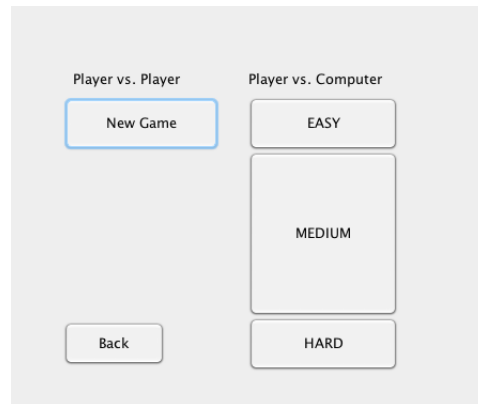 Player vs. Player
New Game
Back
Player vs. Computer
EASY
MEDIUM
HARD